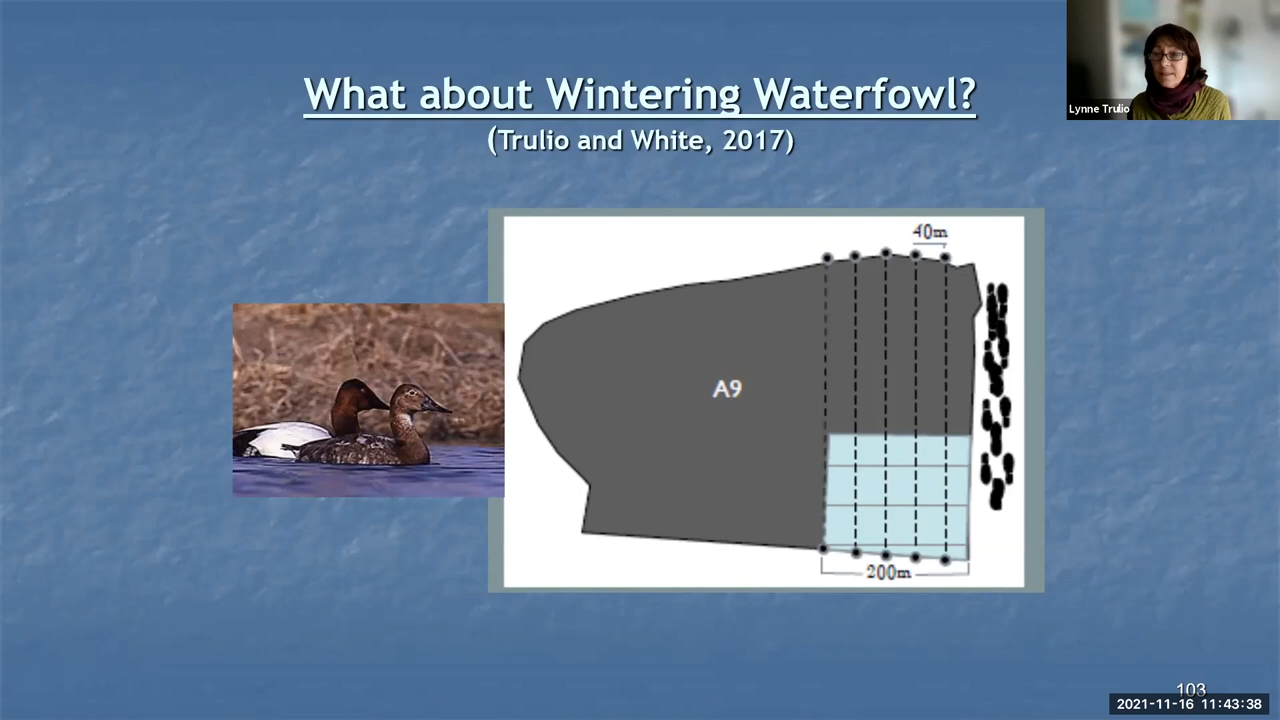 What about Wintering Waterfowl?
(Trulio and White, 2017)
Lynne Trulio
40m
A9
200m
103
2021-11-16 11:43:38